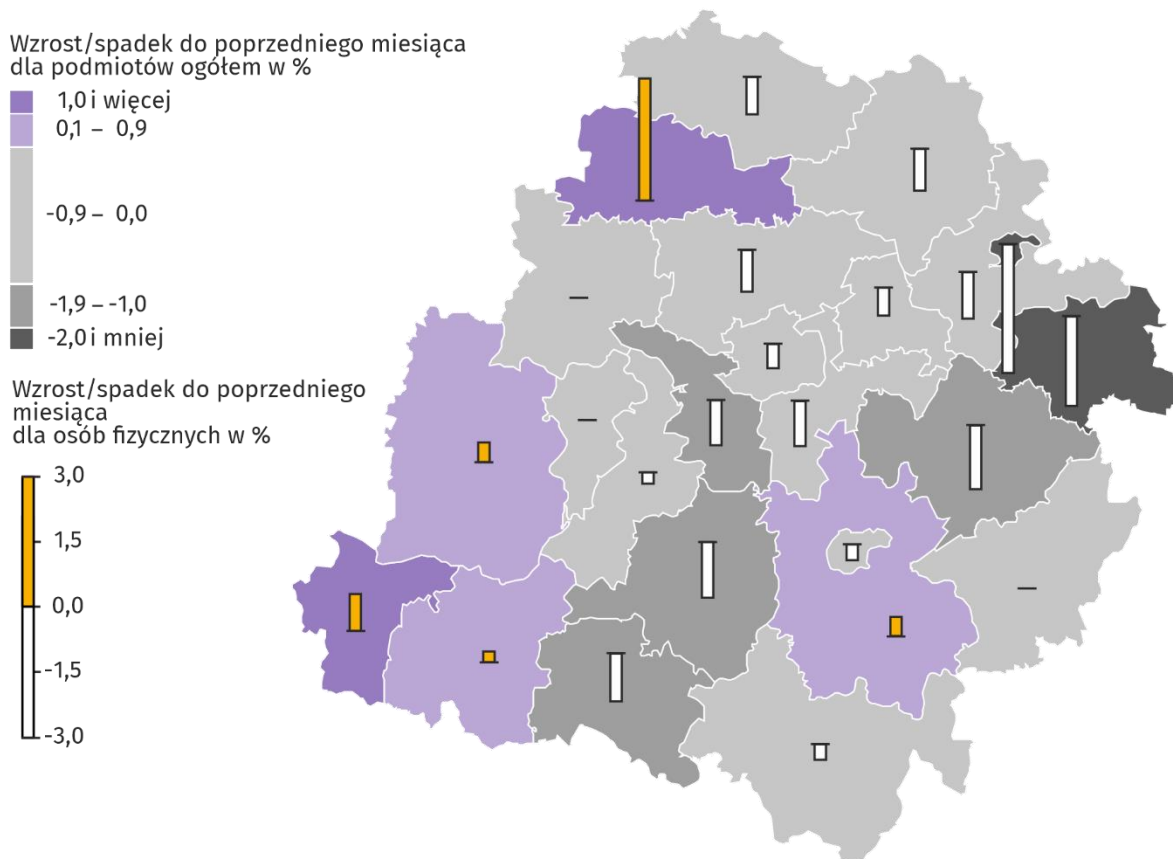 Wzrost/spadek do poprzedniego miesiąca
dla podmiotów ogółem w %
1,0 i więcej
0,1 – 0,9
-0,9 – 0,0
-1,9 – -1,0
-2,0 i mniej
Wzrost/spadek do poprzedniego
miesiąca
dla osób fizycznych w %
3,0
1,5
0,0
-1,5
-3,0